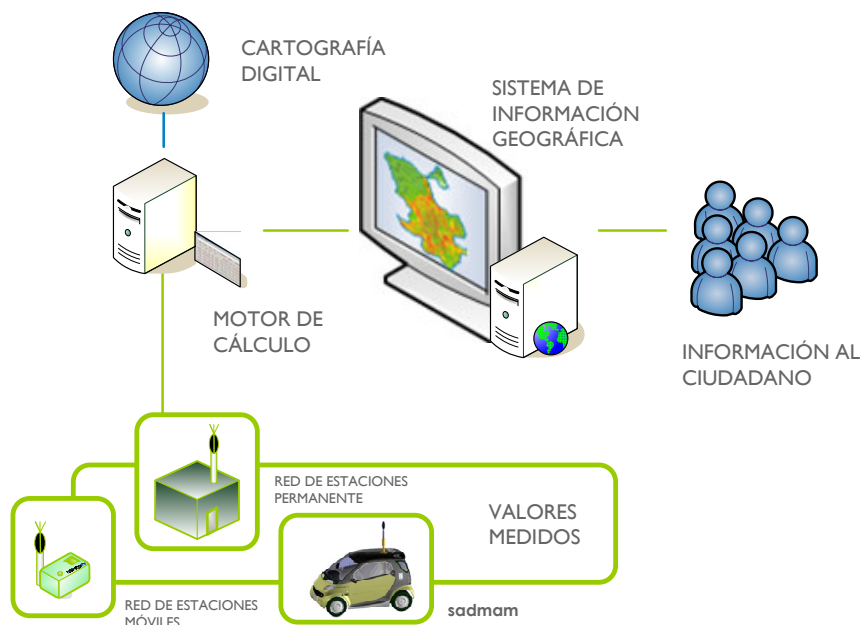 CARTOGRAFÍA
DIGITAL
SISTEMA DE
INFORMACIÓN
GEOGRÁFICA
MOTOR DE
CÁLCULO
INFORMACIÓN AL
CIUDADANO
RED DE ESTACIONES
PERMANENTE
VALORES
MEDIDOS
RED DE ESTACIONES
MÓVILES
sadmam